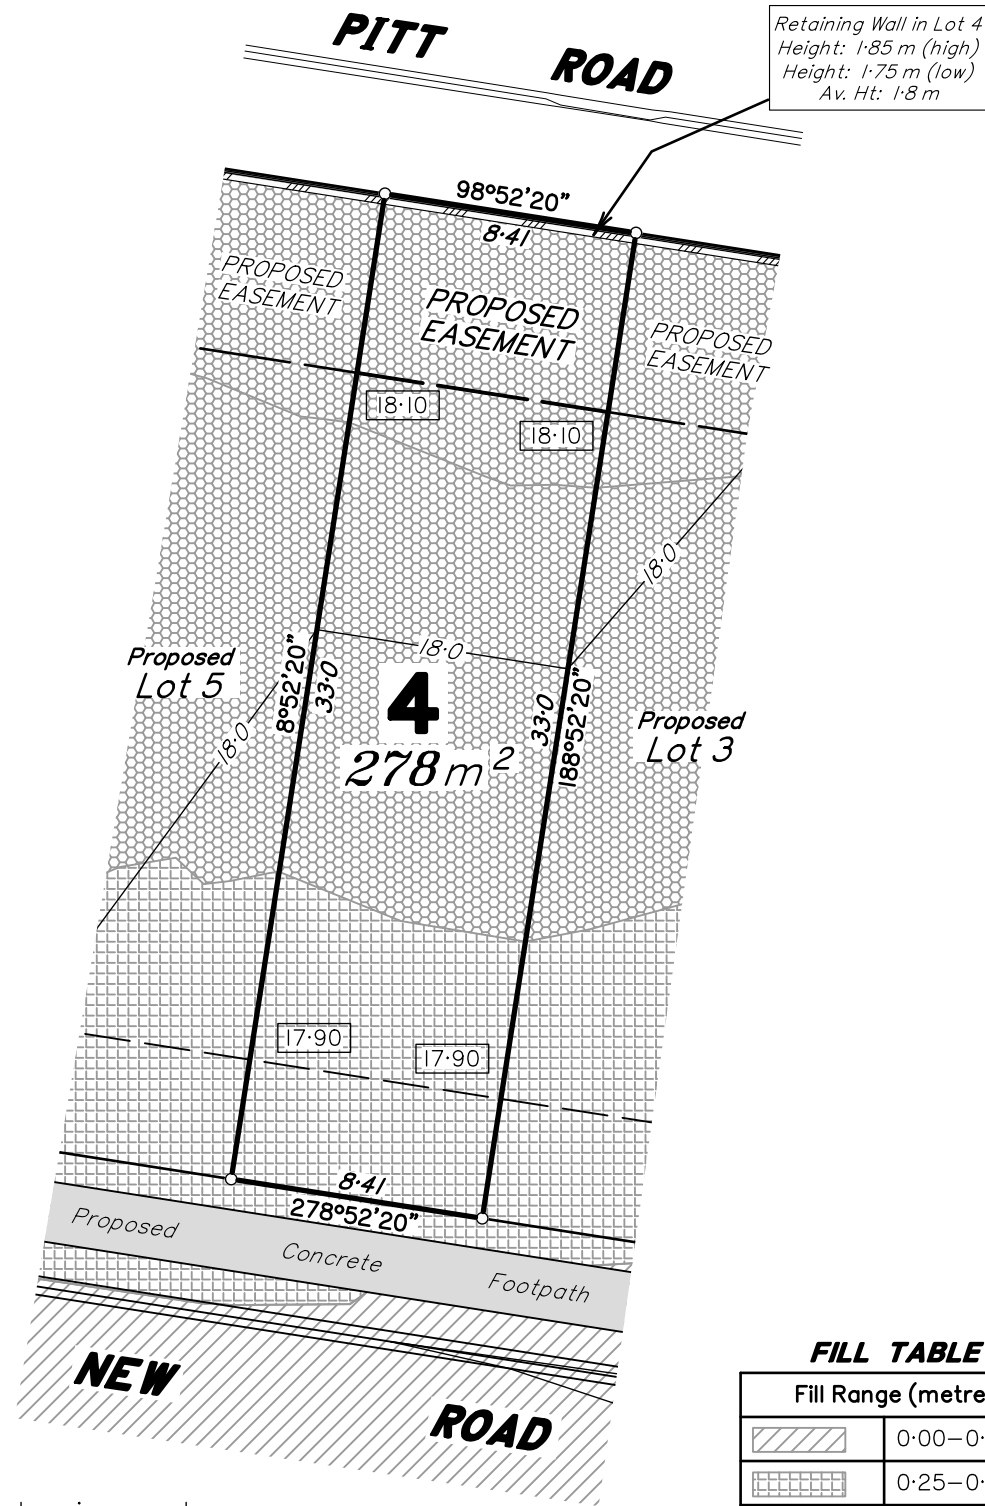 PITT ROAD
Retaining Wall in Lot 4
Height: 1·85 m (high)
Height: 1·75 m (low)
Av. Ht: 1·8 m
98°52'20"
8·41
PROPOSED
EASEMENT
PROPOSED
EASEMENT
PROPOSED
EASEMENT
18·10
18·10
18·0
18·0
Proposed
Lot 5
8°52'20"
33·0
4
278 m²
33·0
188°52'20"
Proposed
Lot 3
18·0
17·90
17·90
8·41
278°52'20"
Proposed Concrete Footpath
NEW ROAD
FILL TABLE
Fill Range (metre
0·00–0·
0·25–0·